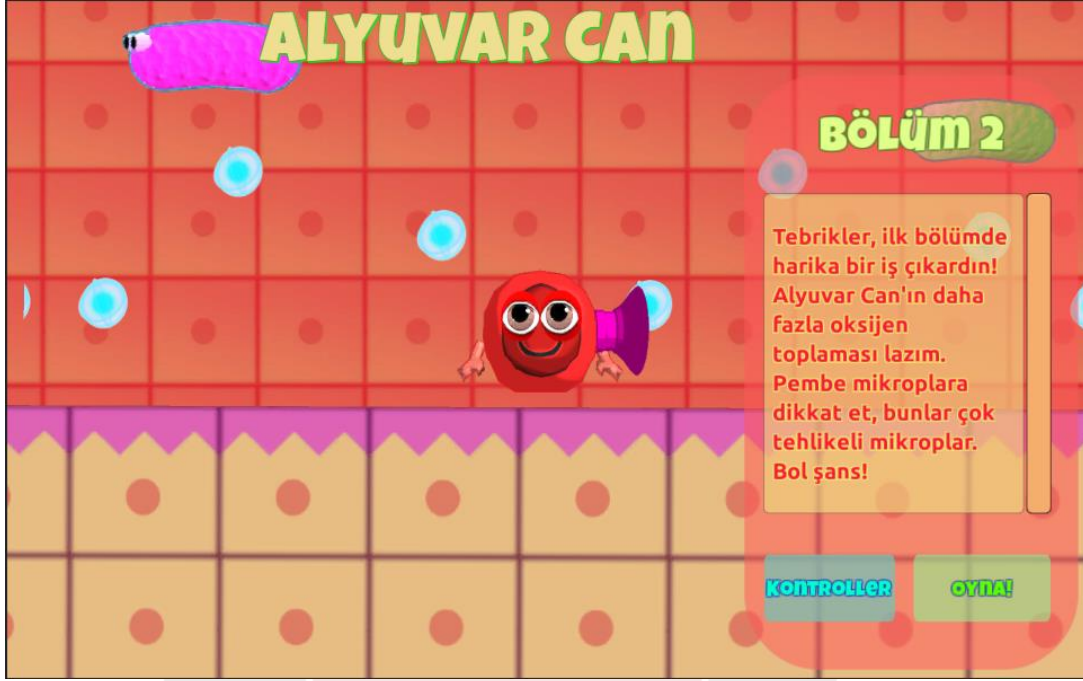 ALYUVAR CAN
BÖLÜM 2
Tebrikler, ilk bölümde
harika bir iş çıkardın!
Alyuvar Can'ın daha
fazla oksijen
toplaması lazım.
Pembe mikroplara
dikkat et, bunlar çok
tehlikeli mikroplar.
Bol şans!
KONTROLLER
OYNA!